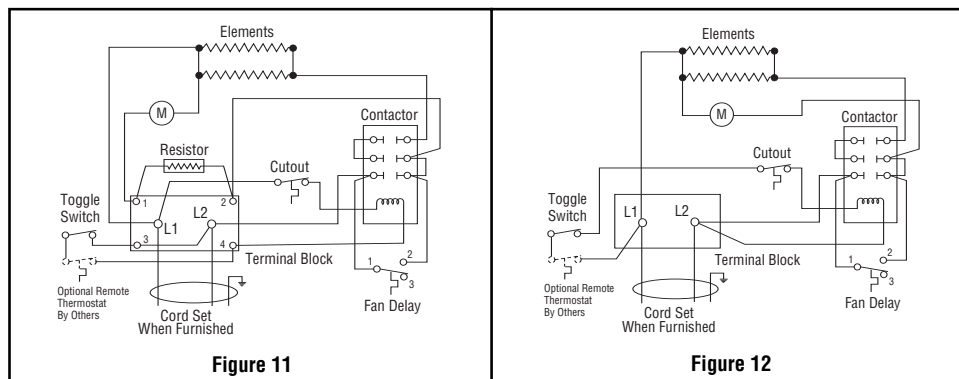 Elements
M
Contactor
Resistor
Cutout
Toggle
Switch
1
2
L1
L2
3
4
Terminal Block
1
2
3
Optional Remote
Thermostat
By Others
Fan Delay
Cord Set
When Furnished
Figure 11
Elements
M
Contactor
Cutout
Toggle
Switch
L1
L2
Terminal Block
1
2
3
Optional Remote
Thermostat
By Others
Fan Delay
Cord Set
When Furnished
Figure 12